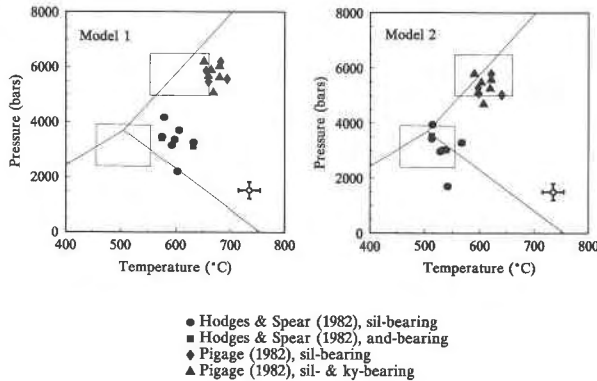 Model 1
Pressure (bars)
8000
6000
4000
2000
0
400 500 600 700 800
Temperature (°C)
Model 2
Pressure (bars)
8000
6000
4000
2000
0
400 500 600 700 800
Temperature (°C)
● Hodges & Spear (1982), sil-bearing
■ Hodges & Spear (1982), and-bearing
◆ Pigage (1982), sil-bearing
▲ Pigage (1982), sil- & ky-bearing